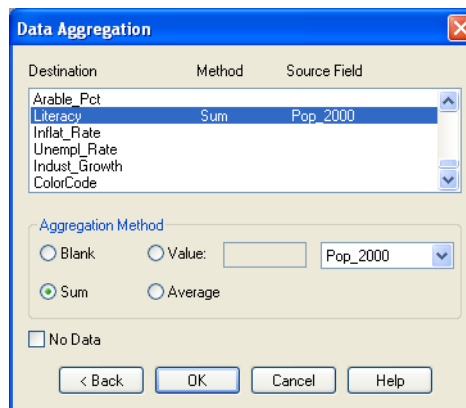 Data Aggregation
Destination Method Source Field
Arable_Pct
Literacy Sum Pop_2000
Inflat_Rate
Unempl_Rate
Indust_Growth
ColorCode
Aggregation Method
Blank Value: Pop_2000
Sum Average
No Data
< Back OK Cancel Help